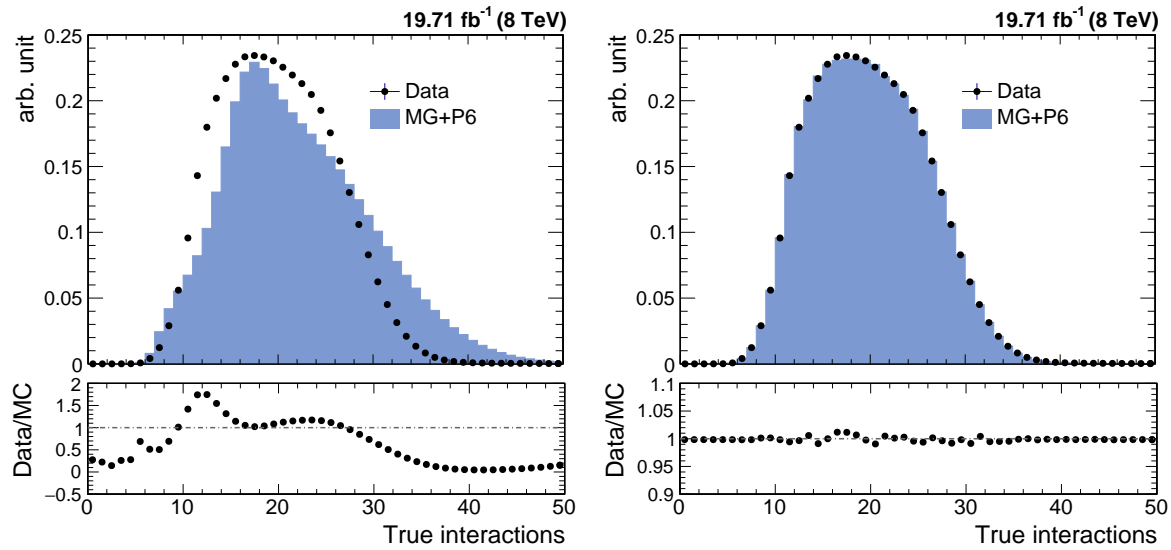 19.71 fb⁻¹ (8 TeV)
arb. unit
0.25
0.2
0.15
0.1
0.05
0
Data
MG+P6
Data/MC
2
1.5
1
0.5
0
−0.5
0 10 20 30 40 50
True interactions
19.71 fb⁻¹ (8 TeV)
arb. unit
0.25
0.2
0.15
0.1
0.05
0
Data
MG+P6
Data/MC
1.1
1.05
1
0.95
0.9
0 10 20 30 40 50
True interactions